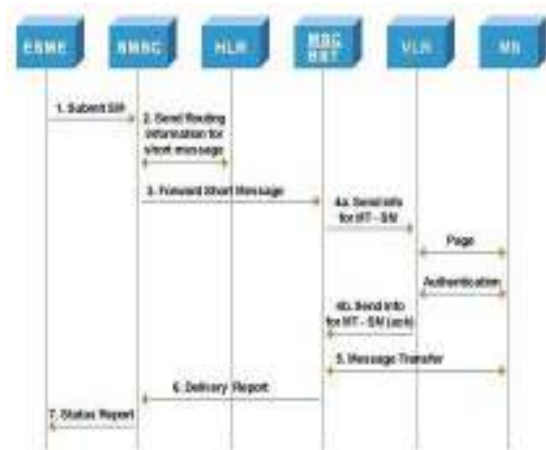 ESME
SMSC
HLR
MSC
VLR
MS
1. Submit SM
2. Send Routing
Information for
short message
3. Forward Short Message
4a. Send Info
for MT - SM
Page
Authentication
4b. Send Info
for MT - SM (ack)
5. Message Transfer
6. Delivery Report
7. Status Report